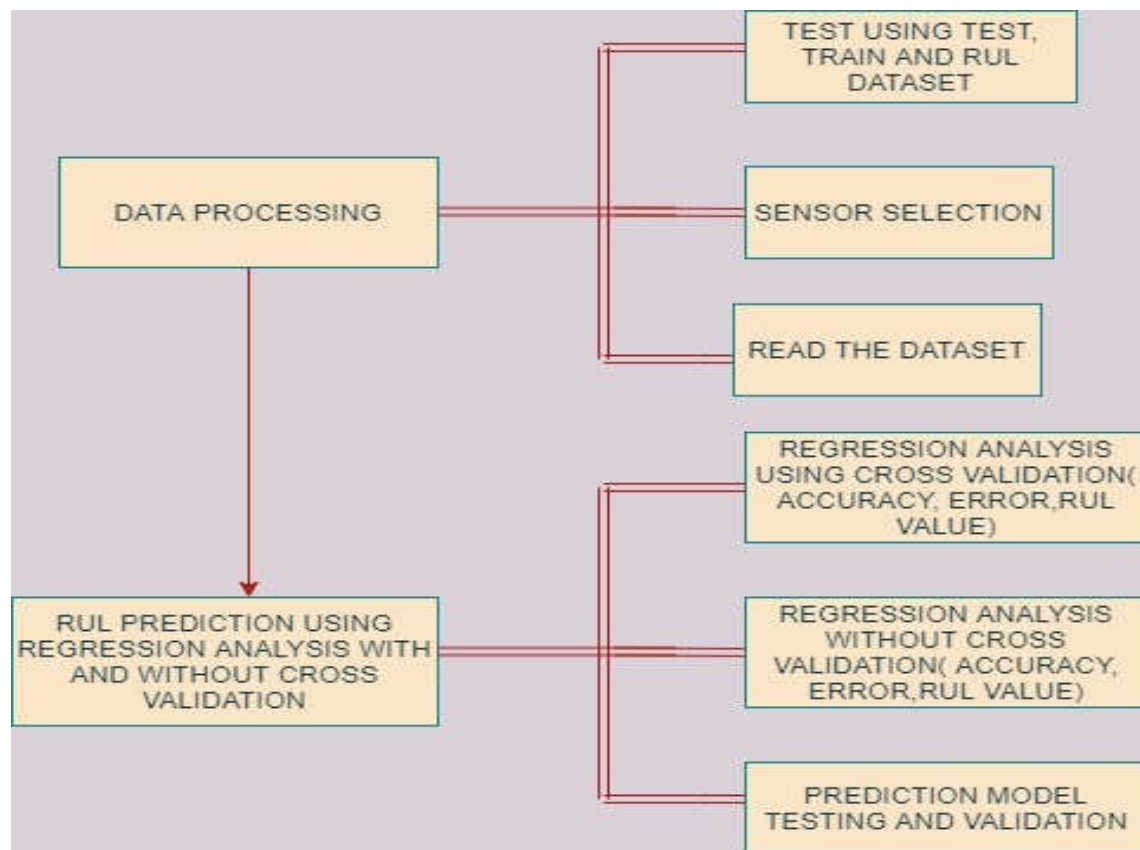 TEST USING TEST,
TRAIN AND RUL
DATASET
DATA PROCESSING
SENSOR SELECTION
READ THE DATASET
REGRESSION ANALYSIS
USING CROSS VALIDATION(
ACCURACY, ERROR,RUL
VALUE)
RUL PREDICTION USING
REGRESSION ANALYSIS WITH
AND WITHOUT CROSS
VALIDATION
REGRESSION ANALYSIS
WITHOUT CROSS
VALIDATION( ACCURACY,
ERROR,RUL VALUE)
PREDICTION MODEL
TESTING AND VALIDATION